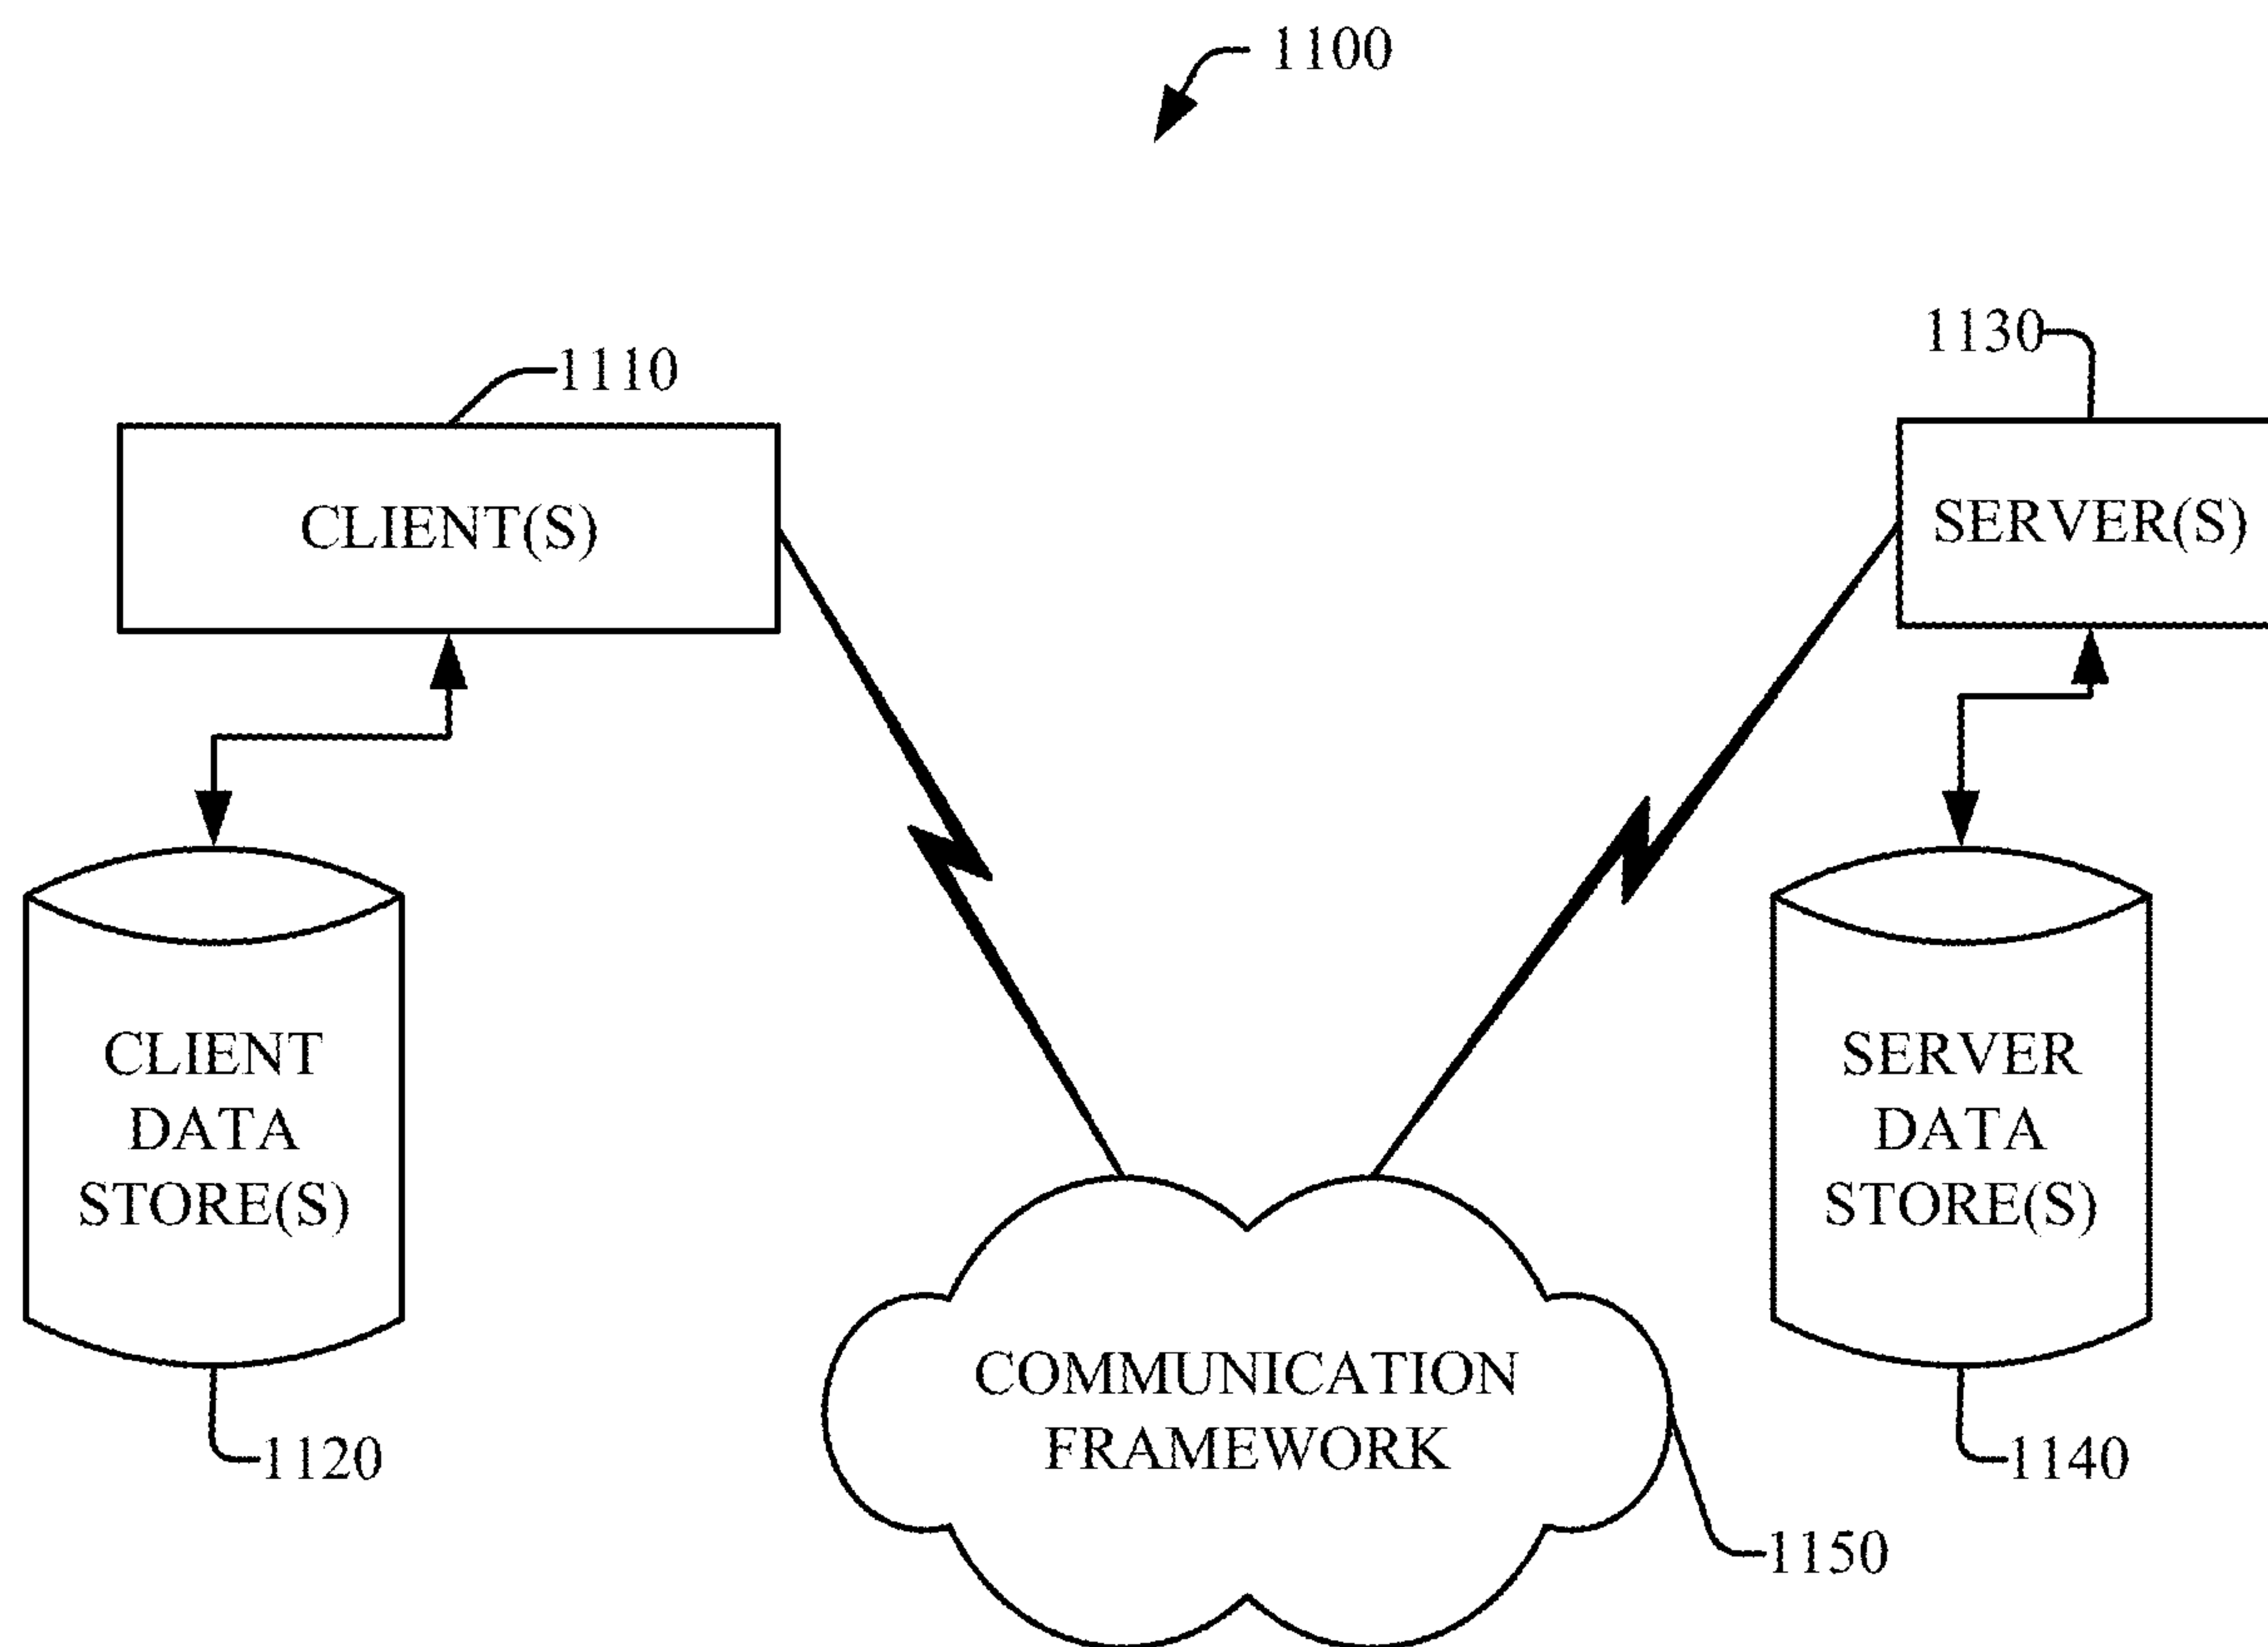 1100
1110
1130
CLIENT(S)
SERVER(S)
CLIENT
DATA
STORE(S)
SERVER
DATA
STORE(S)
COMMUNICATION
FRAMEWORK
1120
1140
1150